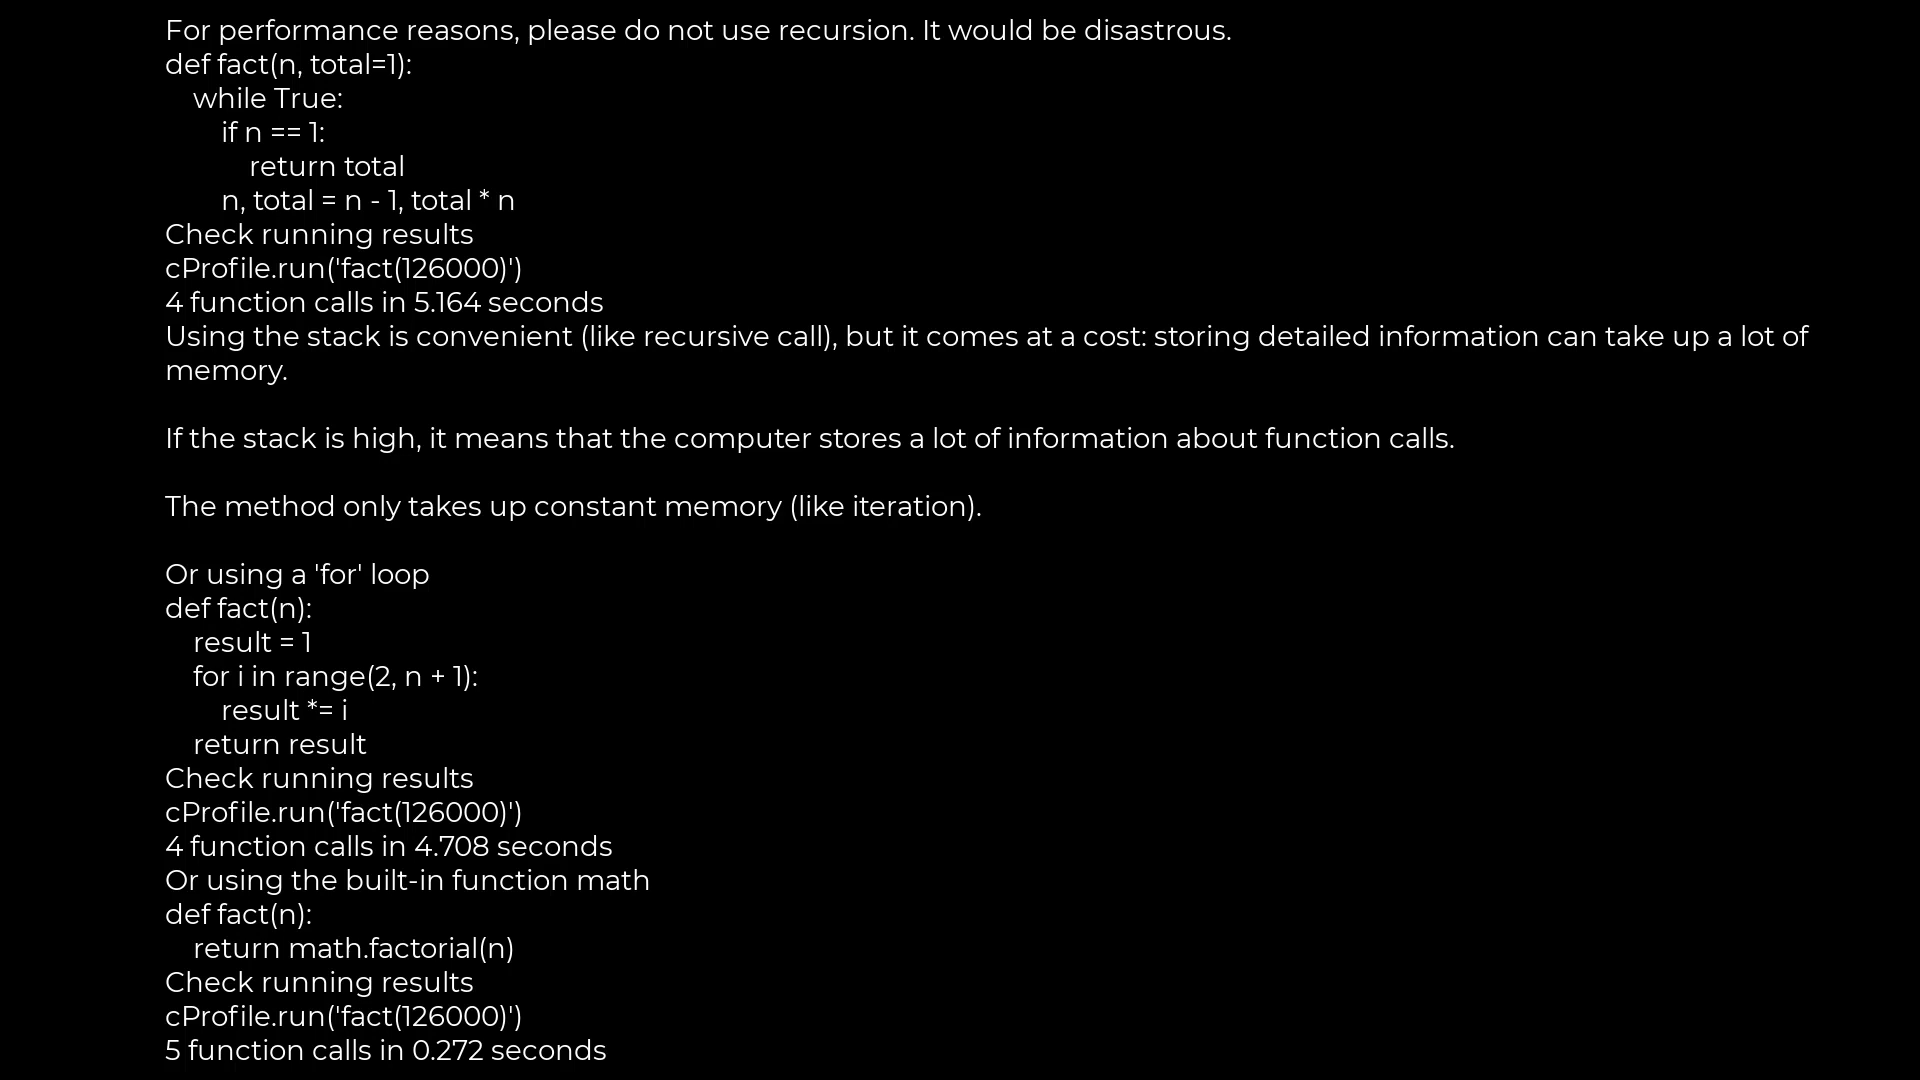 For performance reasons, please do not use recursion. It would be disastrous.
def fact(n, total=1):
    while True:
        if n == 1:
            return total
        n, total = n - 1, total * n
Check running results
cProfile.run('fact(126000)')
4 function calls in 5.164 seconds
Using the stack is convenient (like recursive call), but it comes at a cost: storing detailed information can take up a lot of
memory.

If the stack is high, it means that the computer stores a lot of information about function calls.

The method only takes up constant memory (like iteration).

Or using a 'for' loop
def fact(n):
    result = 1
    for i in range(2, n + 1):
        result *= i
    return result
Check running results
cProfile.run('fact(126000)')
4 function calls in 4.708 seconds
Or using the built-in function math
def fact(n):
    return math.factorial(n)
Check running results
cProfile.run('fact(126000)')
5 function calls in 0.272 seconds